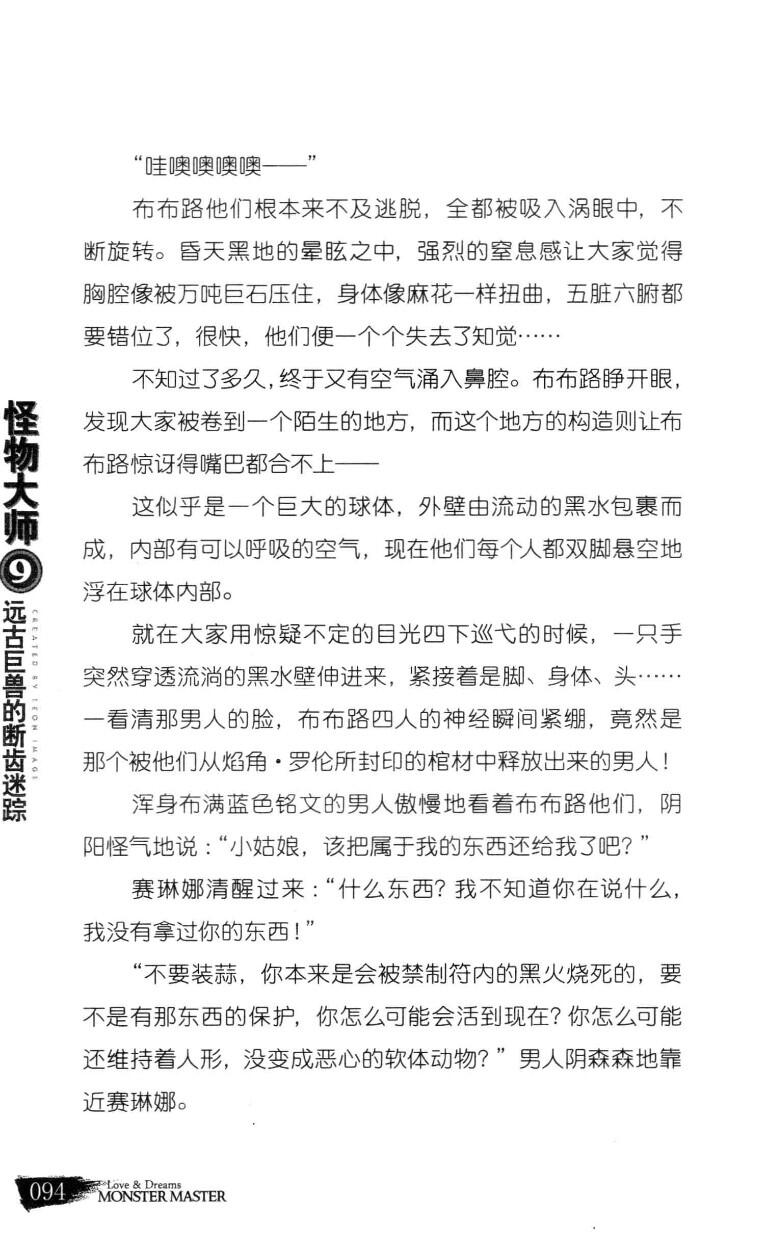 “哇噢噢噢噢——”
布布路他们根本来不及逃脱，全都被吸入涡眼中，不
断旋转。昏天黑地的晕眩之中，强烈的窒息感让大家觉得
胸腔像被万吨巨石压住，身体像麻花一样扭曲，五脏六腑都
要错位了，很快，他们便一个个失去了知觉……
不知过了多久，终于又有空气涌入鼻腔。布布路睁开眼，
发现大家被卷到一个陌生的地方，而这个地方的构造则让布
布路惊讶得嘴巴都合不上——
这似乎是一个巨大的球体，外壁由流动的黑水包裹而
成，内部有可以呼吸的空气，现在他们每个人都双脚悬空地
浮在球体内部。
就在大家用惊疑不定的目光四下巡弋的时候，一只手
突然穿透流淌的黑水壁伸进来，紧接着是脚、身体、头……
一看清那男人的脸，布布路四人的神经瞬间紧绷，竟然是
那个被他们从焰角·罗伦所封印的棺材中释放出来的男人！
浑身布满蓝色铭文的男人傲慢地看着布布路他们，阴
阳怪气地说：“小姑娘，该把属于我的东西还给我了吧？”
赛琳娜清醒过来：“什么东西？我不知道你在说什么，
我没有拿过你的东西！”
“不要装蒜，你本来是会被禁制符内的黑火烧死的，要
不是有那东西的保护，你怎么可能会活到现在？你怎么可能
还维持着人形，没变成恶心的软体动物？”男人阴森森地靠
近赛琳娜。
怪物大师
9
远古巨兽的断齿迷踪
CREATED BY LEON IMAGE
094
Love & Dreams
MONSTER MASTER